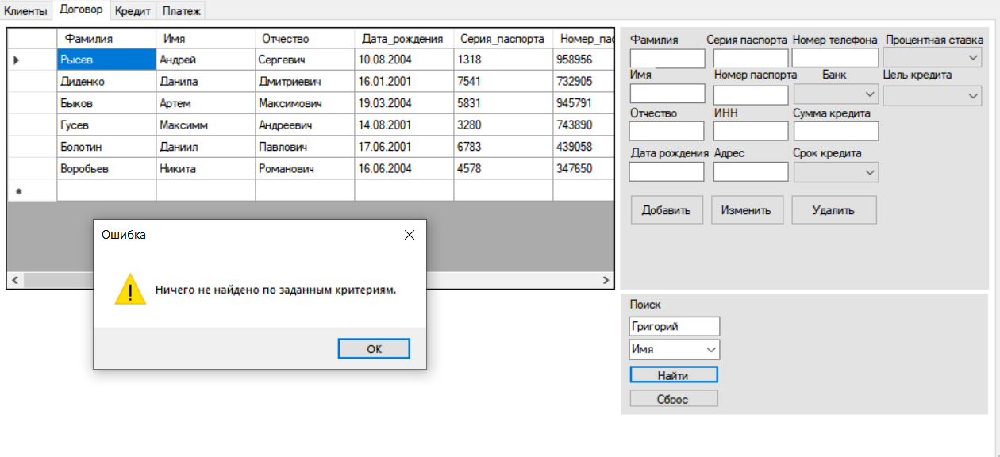 Клиенты Договор Кредит Платеж
Фамилия Имя Отчество Дата_рождения Серия_паспорта Номер_пас
Рысев Андрей Сергевич 10.08.2004 1318 958956
Диденко Данила Дмитриевич 16.01.2001 7541 732905
Быков Артем Максимович 19.03.2004 5831 945791
Гусев Максимм Андреевич 14.08.2001 3280 743890
Болотин Даниил Павлович 17.06.2001 6783 439058
Воробьев Никита Романович 16.06.2004 4578 347650
Ошибка
Ничего не найдено по заданным критериям.
ОК
Фамилия Серия паспорта Номер телефона Процентная ставка
Имя Номер паспорта Банк Цель кредита
Отчество ИНН Сумма кредита
Дата рождения Адрес Срок кредита
Добавить Изменить Удалить
Поиск
Григорий
Имя
Найти
Сброс